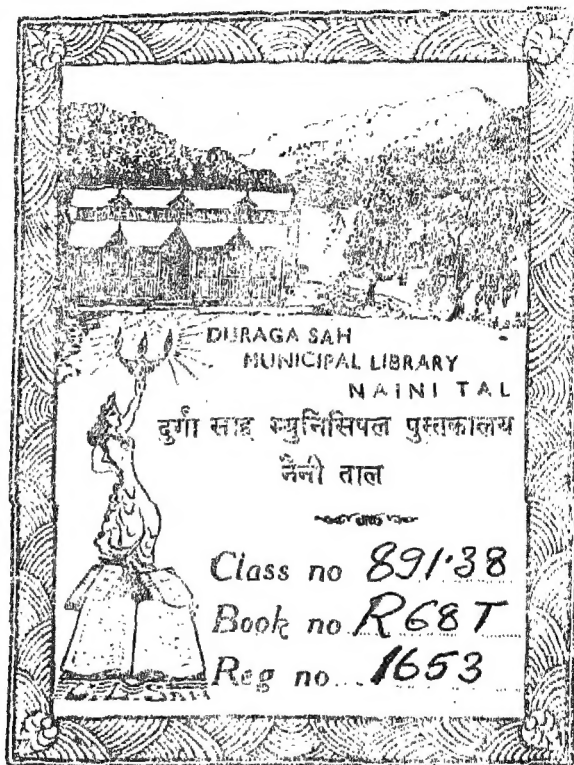 DURAGA SAH
MUNICIPAL LIBRARY
NAINI TAL
दुर्गा साह म्युनिसिपल पुस्तकालय
नैनी ताल
Class no 891.38
Book no R68T
Reg no... 1653